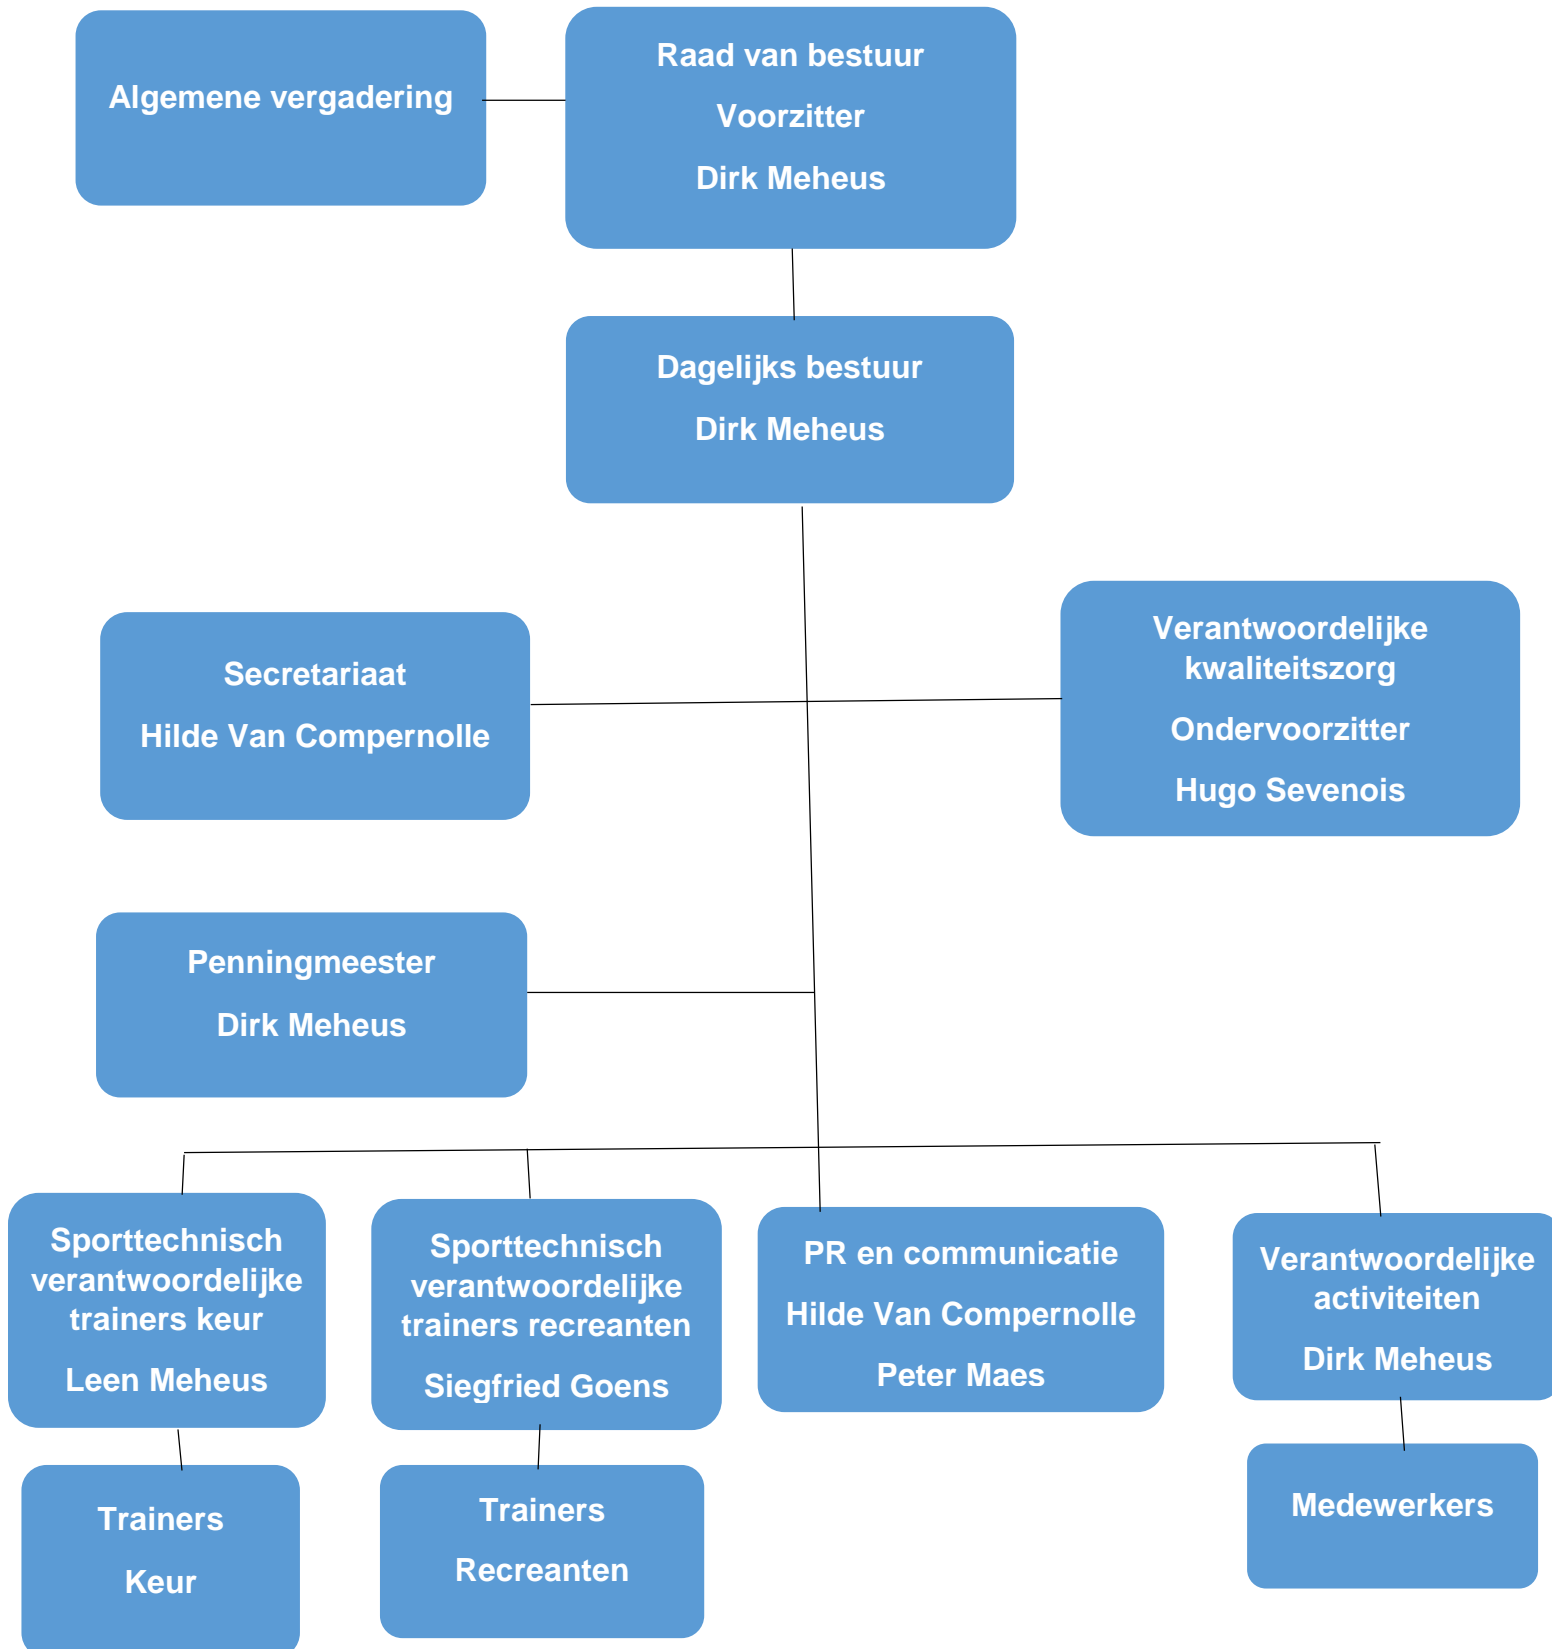 Algemene vergadering
Raad van bestuur
Voorzitter
Dirk Meheus
Dagelijks bestuur
Dirk Meheus
Secretariaat
Hilde Van Compernolle
Verantwoordelijke
kwaliteitszorg
Ondervoorzitter
Hugo Sevenois
Penningmeester
Dirk Meheus
Sporttechnisch
verantwoordelijke
trainers keur
Leen Meheus
Sporttechnisch
verantwoordelijke
trainers recreanten
Siegfried Goens
PR en communicatie
Hilde Van Compernolle
Peter Maes
Verantwoordelijke
activiteiten
Dirk Meheus
Trainers
Keur
Trainers
Recreanten
Medewerkers